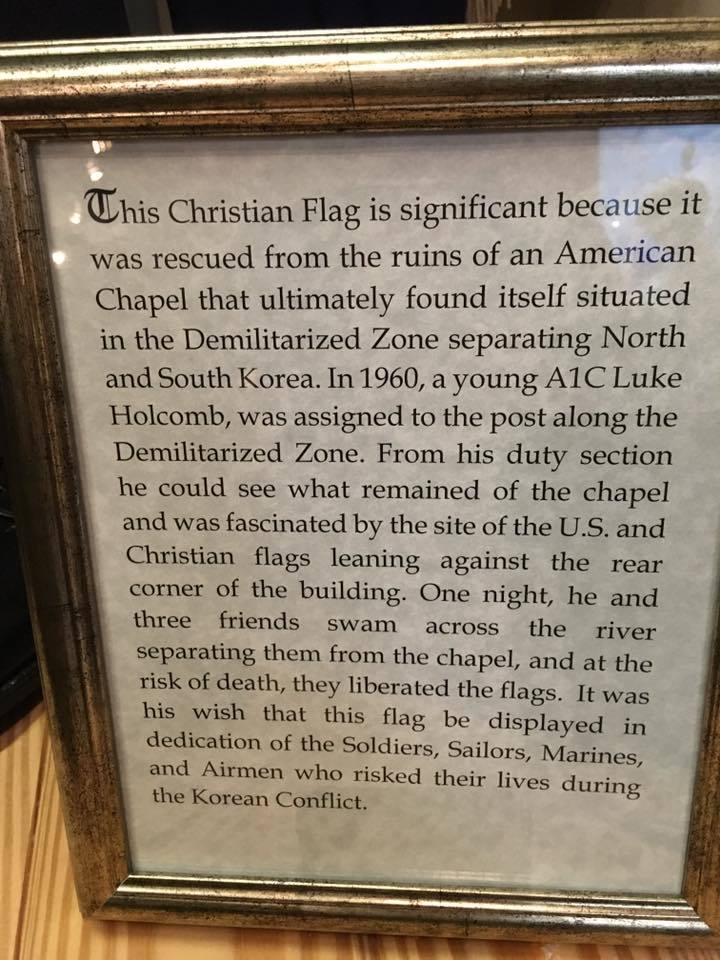 This Christian Flag is significant because it
was rescued from the ruins of an American
Chapel that ultimately found itself situated
in the Demilitarized Zone separating North
and South Korea. In 1960, a young A1C Luke
Holcomb, was assigned to the post along the
Demilitarized Zone. From his duty section
he could see what remained of the chapel
and was fascinated by the site of the U.S. and
Christian flags leaning against the rear
corner of the building. One night, he and
three friends swam across the river
separating them from the chapel, and at the
risk of death, they liberated the flags. It was
his wish that this flag be displayed in
dedication of the Soldiers, Sailors, Marines,
and Airmen who risked their lives during
the Korean Conflict.